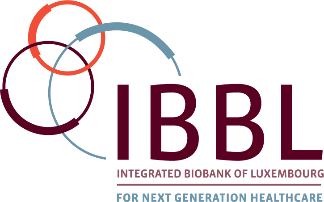 IBBL
INTEGRATED BIOBANK OF LUXEMBOURG
FOR NEXT GENERATION HEALTHCARE